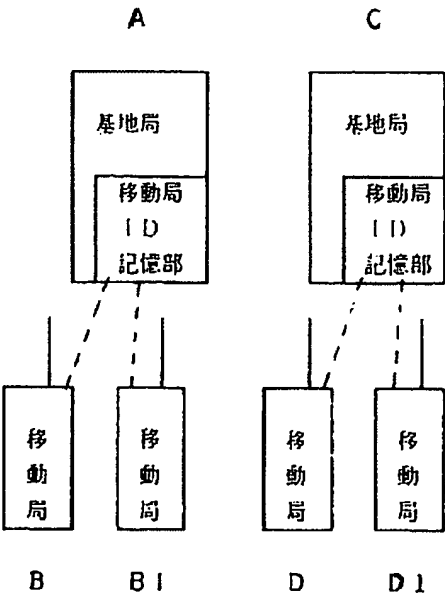 A C
基地局 基地局
移動局 移動局
ID ID
記憶部 記憶部
移動局 移動局 移動局 移動局
B B1 D D1